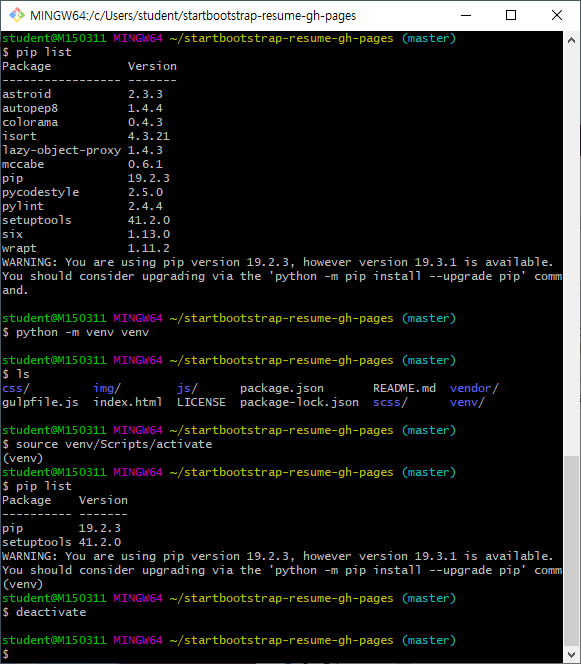 MINGW64:/c/Users/student/startbootstrap-resume-gh-pages
student@M150311 MINGW64 ~/startbootstrap-resume-gh-pages (master)
$ pip list
Package           Version
----------------- -------
astroid           2.3.3
autopep8          1.4.4
colorama          0.4.3
isort             4.3.21
lazy-object-proxy 1.4.3
mccabe            0.6.1
pip               19.2.3
pycodestyle       2.5.0
pylint            2.4.4
setuptools        41.2.0
six               1.13.0
wrapt             1.11.2
WARNING: You are using pip version 19.2.3, however version 19.3.1 is available.
You should consider upgrading via the 'python -m pip install --upgrade pip' comm
and.
student@M150311 MINGW64 ~/startbootstrap-resume-gh-pages (master)
$ python -m venv venv
student@M150311 MINGW64 ~/startbootstrap-resume-gh-pages (master)
$ ls
css/         img/        js/      package.json       README.md  vendor/
gulpfile.js  index.html  LICENSE  package-lock.json  scss/      venv/
student@M150311 MINGW64 ~/startbootstrap-resume-gh-pages (master)
$ source venv/Scripts/activate
(venv)
student@M150311 MINGW64 ~/startbootstrap-resume-gh-pages (master)
$ pip list
Package    Version
---------- -------
pip        19.2.3
setuptools 41.2.0
WARNING: You are using pip version 19.2.3, however version 19.3.1 is available.
You should consider upgrading via the 'python -m pip install --upgrade pip' comm
(venv)
student@M150311 MINGW64 ~/startbootstrap-resume-gh-pages (master)
$ deactivate
student@M150311 MINGW64 ~/startbootstrap-resume-gh-pages (master)
$